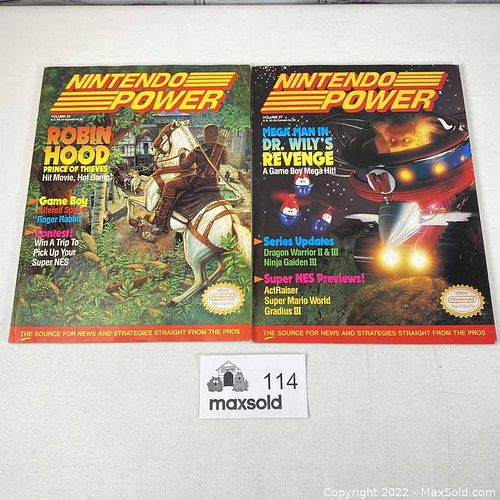 NINTENDO
POWER
ROBIN
HOOD
PRINCE OF THIEVES
Hit Movie, Hot Game!
Game Boy
Altered Space
Roger Rabbit
Contest!
Win A Trip To
Pick Up Your
Super NES
THE SOURCE FOR NEWS AND STRATEGIES STRAIGHT FROM THE PROS
NINTENDO
POWER
VOLUME 27
MEGA MAN IN
DR. WILY'S
REVENGE
A Game Boy Mega Hit!
Series Updates
Dragon Warrior II & III
Ninja Gaiden III
Super NES Previews!
ActRaiser
Super Mario World
Gradius III
THE SOURCE FOR NEWS AND STRATEGIES STRAIGHT FROM THE PROS
114
maxsold
Copyright 2022 - MaxSold.com